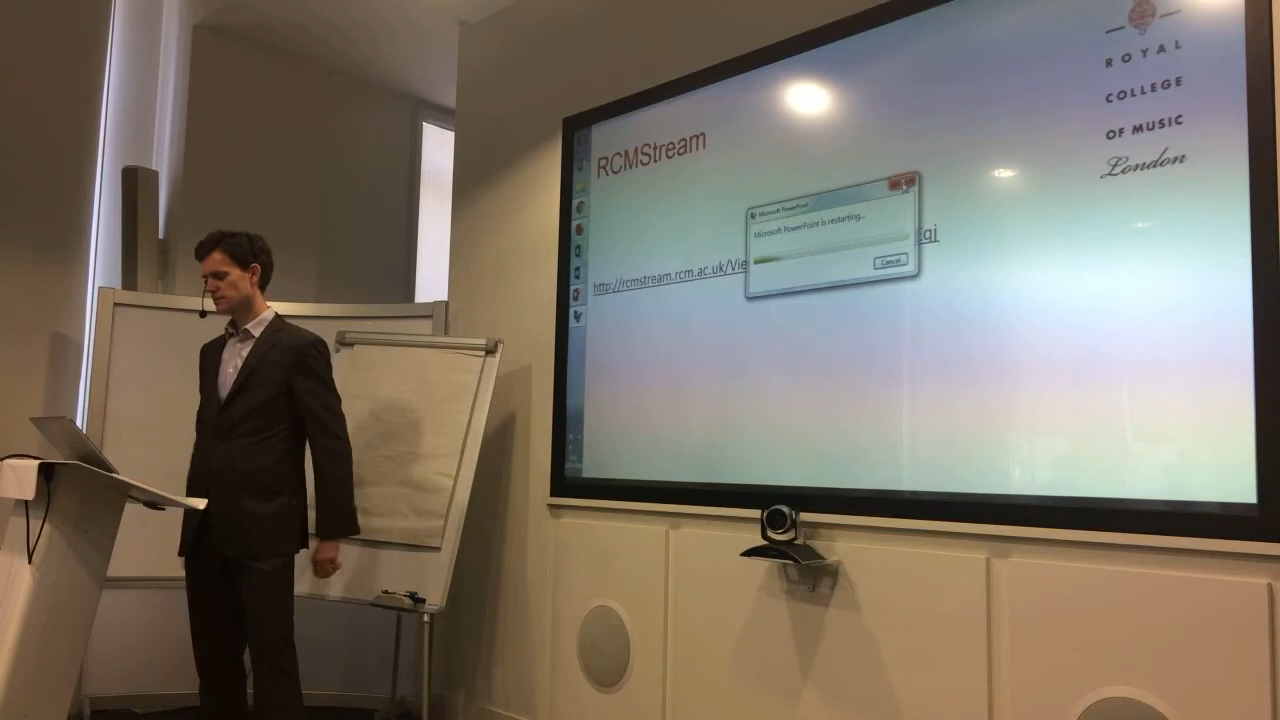 RCMStream
ROYAL
COLLEGE
OF MUSIC
London
Microsoft PowerPoint
Microsoft PowerPoint is restarting...
Cancel
http://rcmstream.rcm.ac.uk/Vie